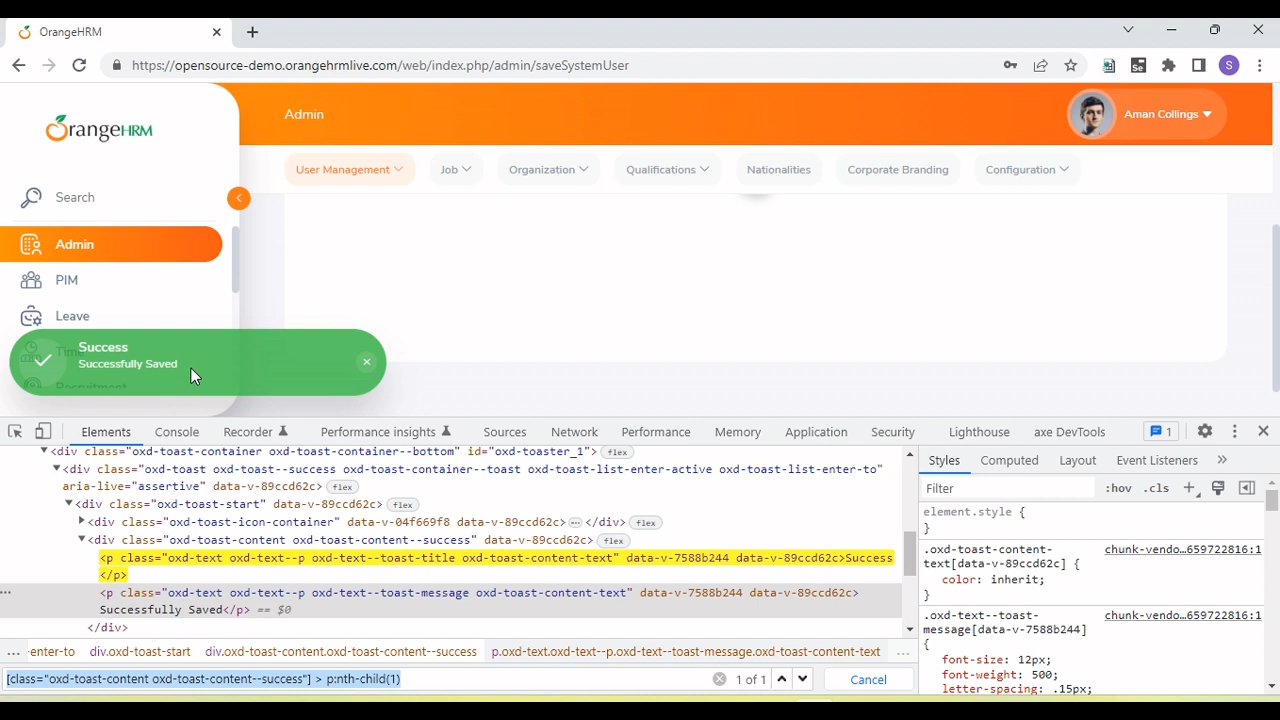 OrangeHRM
https://opensource-demo.orangehrmlive.com/web/index.php/admin/saveSystemUser
S
OrangeHRM
Admin
Aman Collings
User Management
Job
Organization
Qualifications
Nationalities
Corporate Branding
Configuration
Search
Admin
PIM
Leave
Time
Recruitment
Success
Successfully Saved
Elements
Console
Recorder
Performance insights
Sources
Network
Performance
Memory
Application
Security
Lighthouse
axe DevTools
1
<div class="oxd-toast-container oxd-toast-container--bottom" id="oxd-toaster_1"> flex
<div class="oxd-toast oxd-toast--success oxd-toast-container--toast oxd-toast-list-enter-active oxd-toast-list-enter-to"
aria-live="assertive" data-v-89ccd62c> flex
<div class="oxd-toast-start" data-v-89ccd62c> flex
<div class="oxd-toast-icon-container" data-v-04f669f8 data-v-89ccd62c> … </div> flex
<div class="oxd-toast-content oxd-toast-content--success" data-v-89ccd62c> flex
<p class="oxd-text oxd-text--p oxd-text--toast-title oxd-toast-content-text" data-v-7588b244 data-v-89ccd62c>Success
</p>
<p class="oxd-text oxd-text--p oxd-text--toast-message oxd-toast-content-text" data-v-7588b244 data-v-89ccd62c>
Successfully Saved</p> == $0
</div>
... -enter-to div.oxd-toast-start div.oxd-toast-content.oxd-toast-content--success p.oxd-text.oxd-text--p.oxd-text--toast-message.oxd-toast-content-text ...
[class="oxd-toast-content oxd-toast-content--success"] > p:nth-child(1)
1 of 1
Cancel
Styles
Computed
Layout
Event Listeners
Filter
:hov
.cls
element.style {
}
.oxd-toast-content- chunk-vendo…659722816:1
text[data-v-89ccd62c] {
color: inherit;
}
.oxd-text--toast- chunk-vendo…659722816:1
message[data-v-7588b244]
{
font-size: 12px;
font-weight: 500;
letter-spacing: .15px;